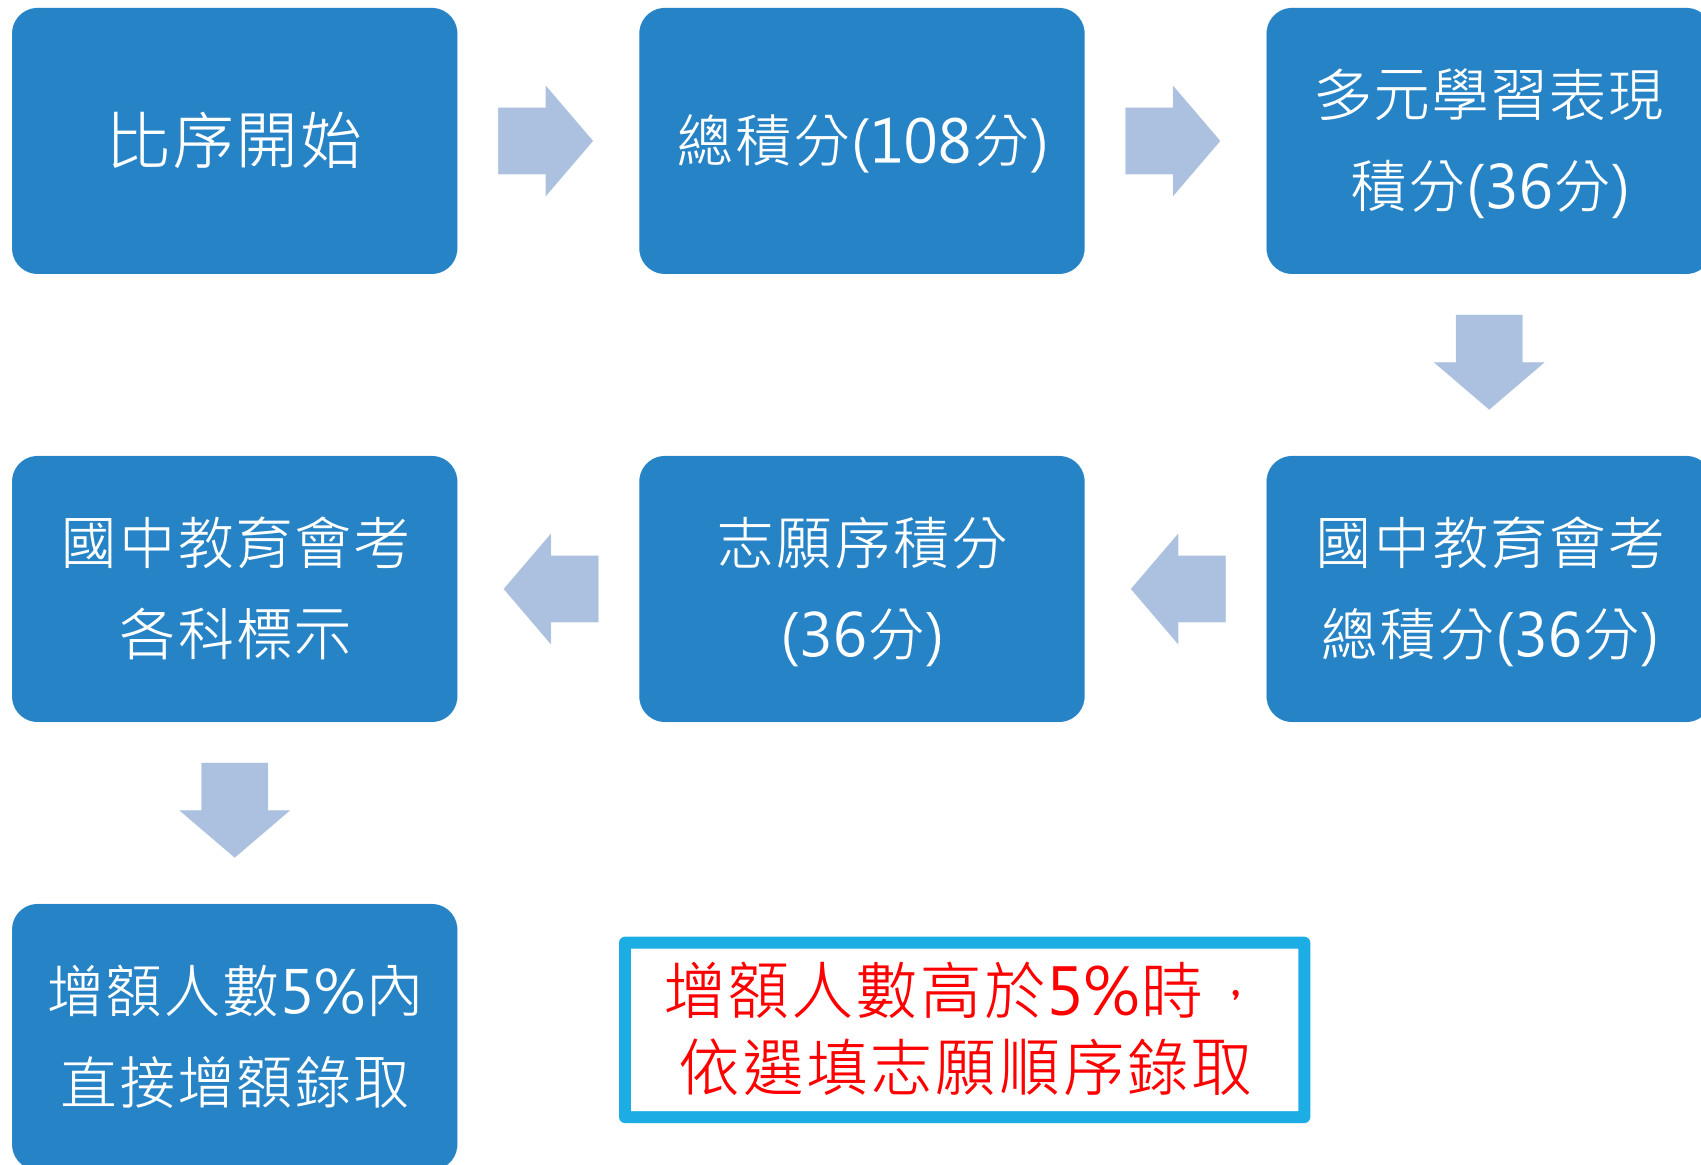 比序開始
總積分(108分)
多元學習表現
積分(36分)
國中教育會考
總積分(36分)
志願序積分
(36分)
國中教育會考
各科標示
增額人數5%內
直接增額錄取
增額人數高於5%時，
依選填志願順序錄取